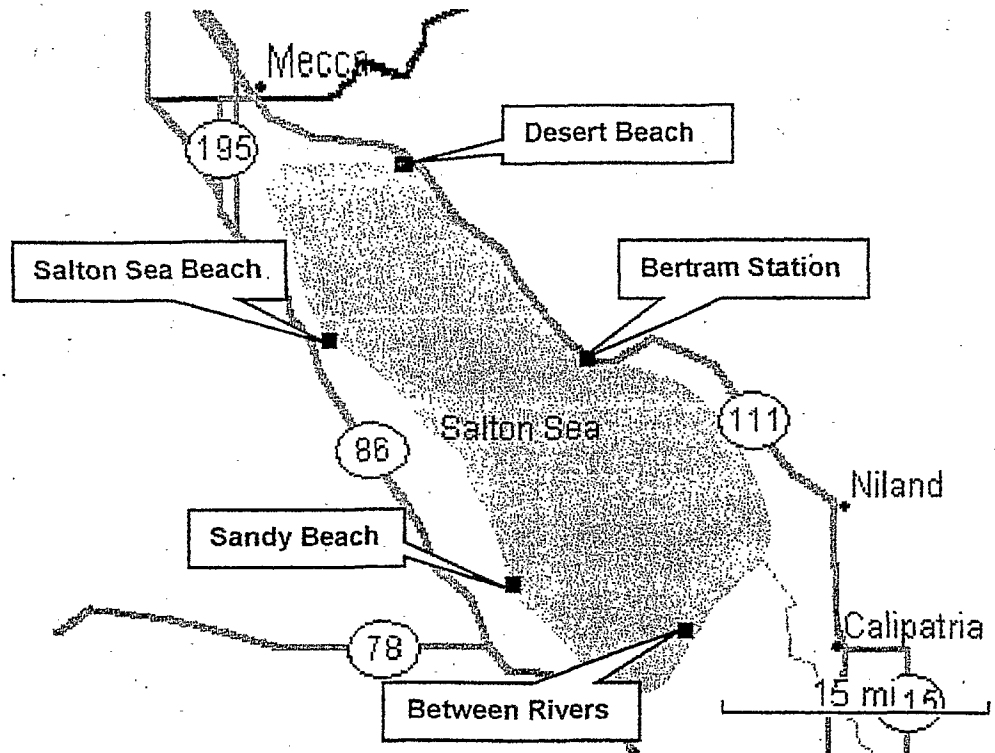 Mecca
Desert Beach
195
Salton Sea Beach
Bertram Station
Salton Sea
111
86
Niland
Sandy Beach
Calipatria
78
15 mi
15
Between Rivers